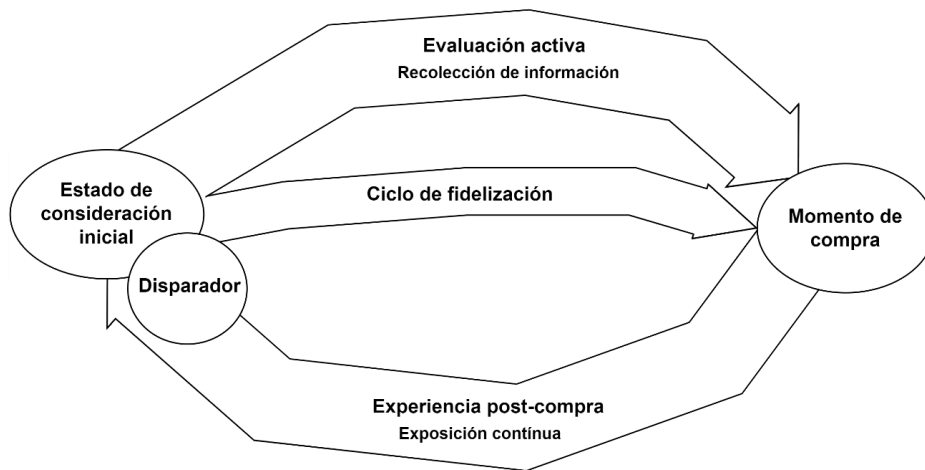 Evaluación activa
Recolección de información
Estado de
consideración
inicial
Ciclo de fidelización
Momento de
compra
Disparador
Experiencia post-compra
Exposición contínua